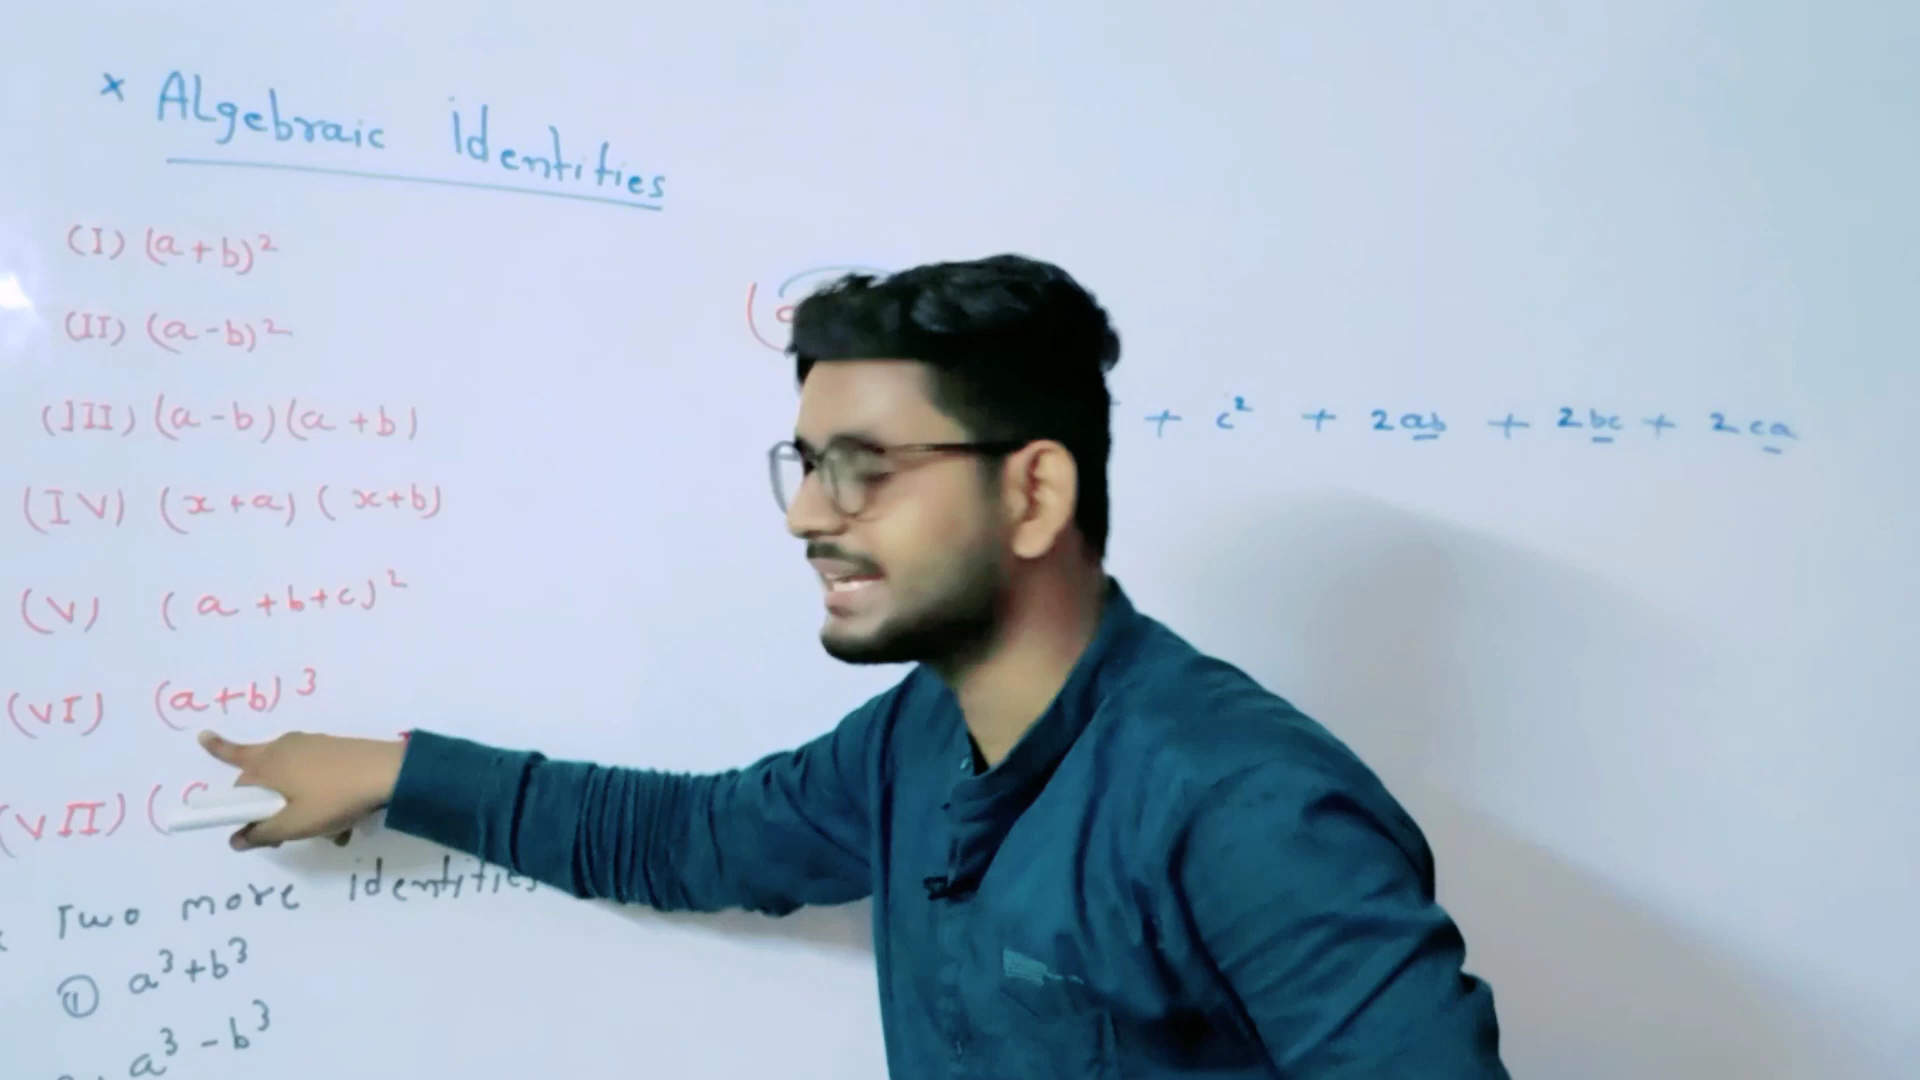 × Algebraic Identities
(I) (a+b)²
(II) (a-b)²
(III) (a-b)(a+b)
(IV) (x+a)(x+b)
(V) (a+b+c)²
(VI) (a+b)³
(VII) (
+ c² + 2ab + 2bc + 2ca
Two more identities
① a³+b³
a³-b³